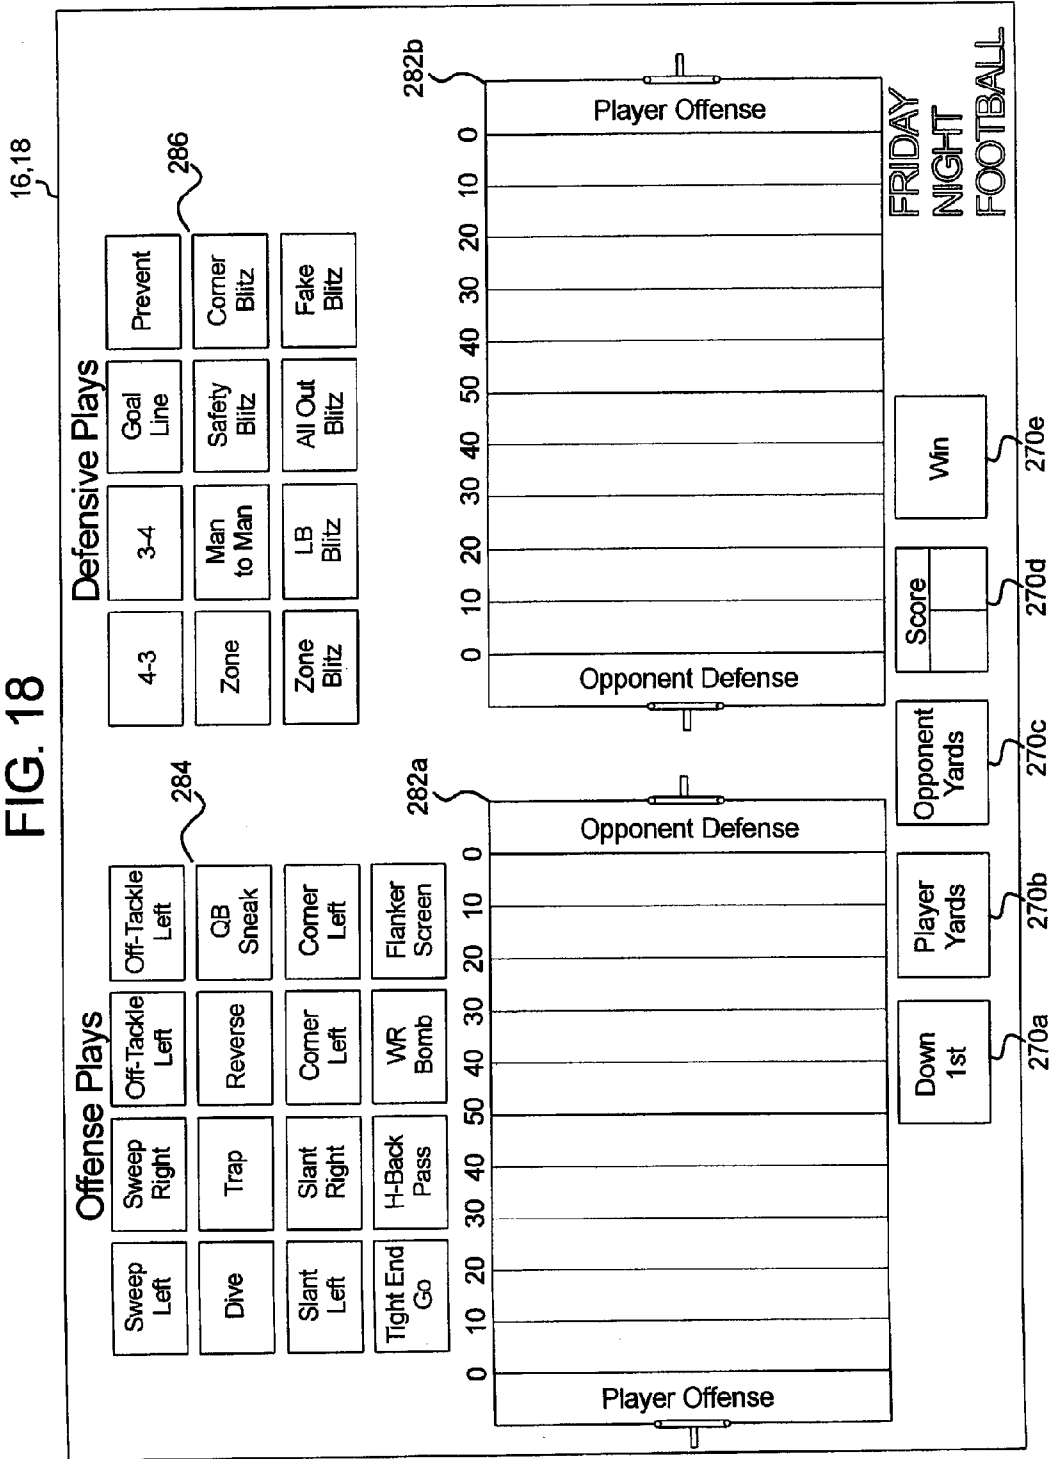 FIG. 18
16,18
Offense Plays
Sweep Left
Sweep Right
Off-Tackle Left
Off-Tackle Left
284
Dive
Trap
Reverse
QB Sneak
Slant Left
Slant Right
Corner Left
Corner Left
Tight End Go
H-Back Pass
WR Bomb
Flanker Screen
Defensive Plays
4-3
3-4
Goal Line
Prevent
286
Zone
Man to Man
Safety Blitz
Corner Blitz
Zone Blitz
LB Blitz
All Out Blitz
Fake Blitz
282a
0 10 20 30 40 50 40 30 20 10 0
Player Offense
Opponent Defense
282b
0 10 20 30 40 50 40 30 20 10 0
Opponent Defense
Player Offense
Down 1st
Player Yards
Opponent Yards
Score
Win
270a
270b
270c
270d
270e
FRIDAY
NIGHT
FOOTBALL